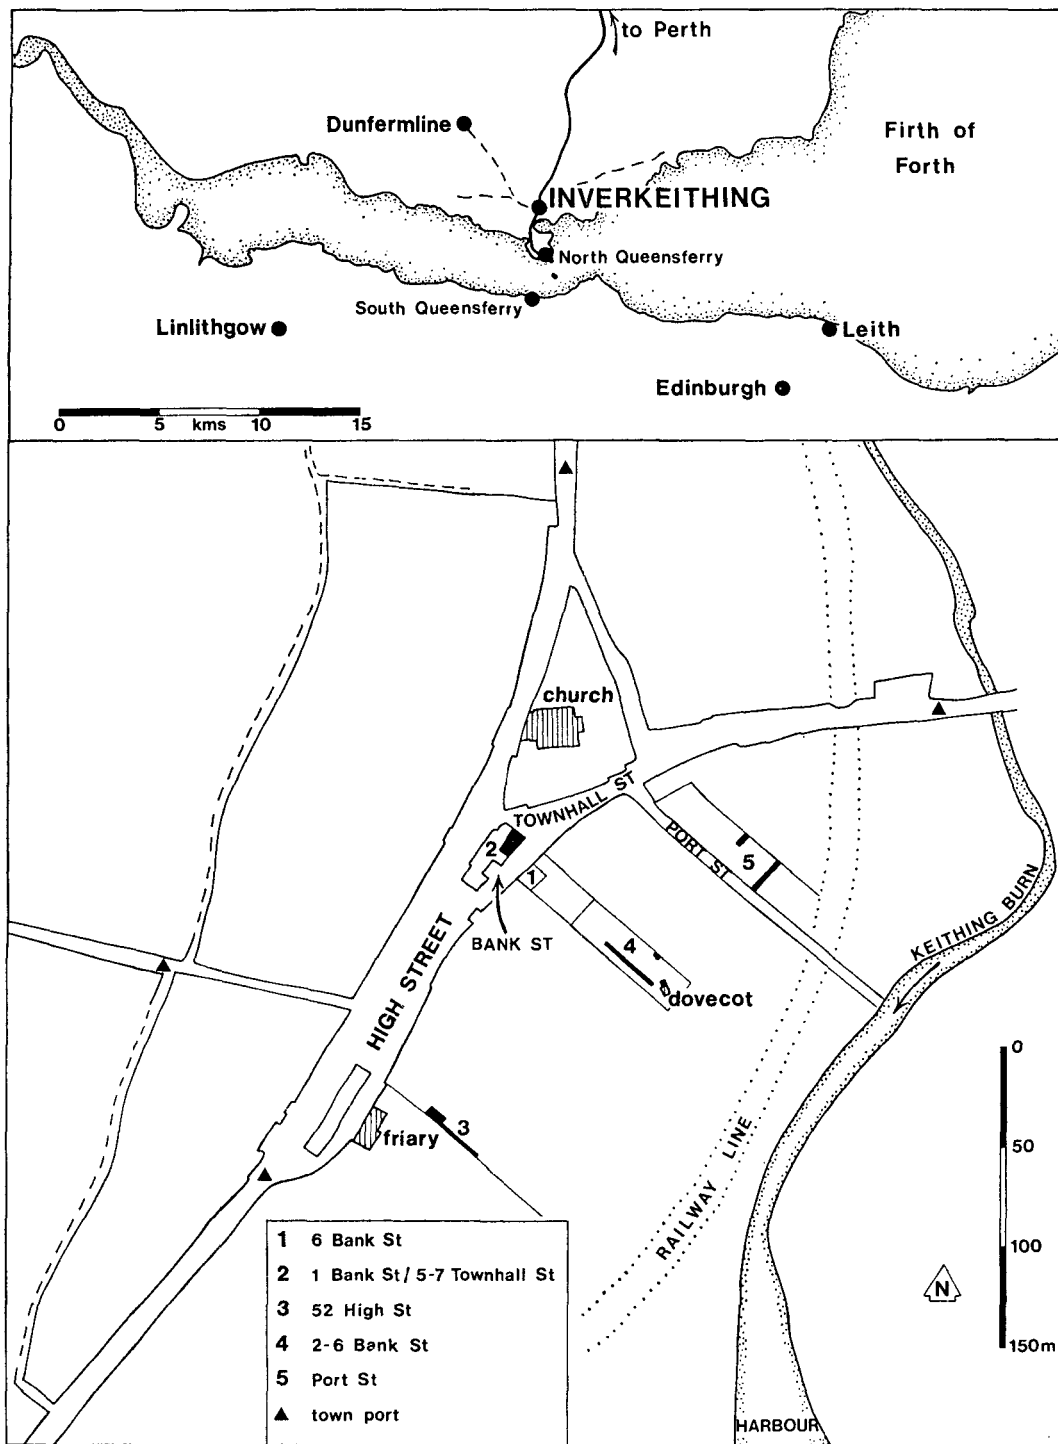 to Perth
Dunfermline
Firth of
Forth
INVERKEITHING
North Queensferry
South Queensferry
Linlithgow
Leith
Edinburgh
0 5 kms 10 15
church
TOWNHALL ST
2
PORT ST
5
1
KEITHING BURN
BANK ST
4
dovecot
HIGH STREET
0
3
friary
50
RAILWAY LINE
100
N
150m
HARBOUR
1 6 Bank St
2 1 Bank St / 5-7 Townhall St
3 52 High St
4 2-6 Bank St
5 Port St
▲ town port